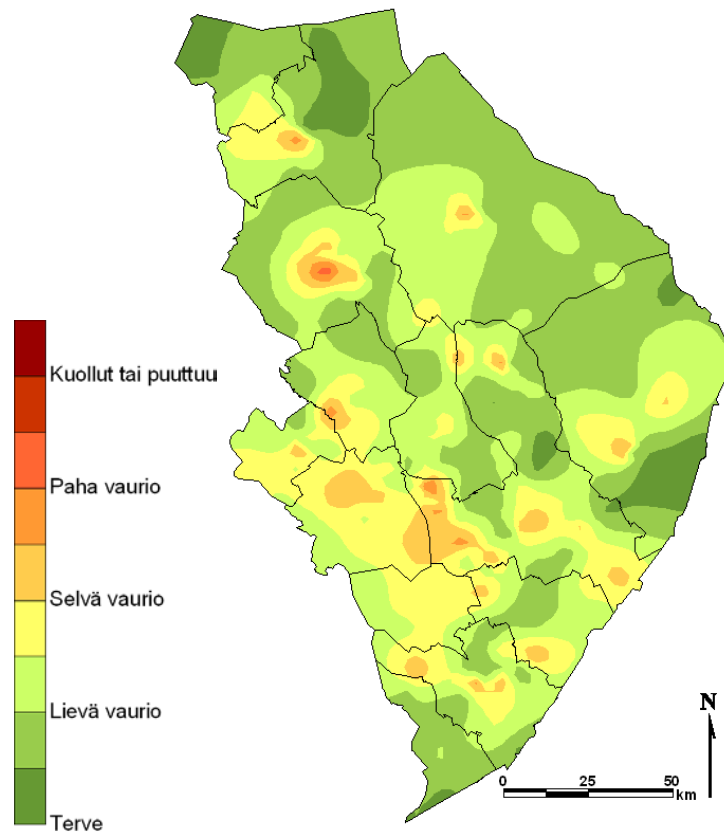 Kuollut tai puuttuu
Paha vaurio
Selvä vaurio
Lievä vaurio
Terve
N
0 25 50
km